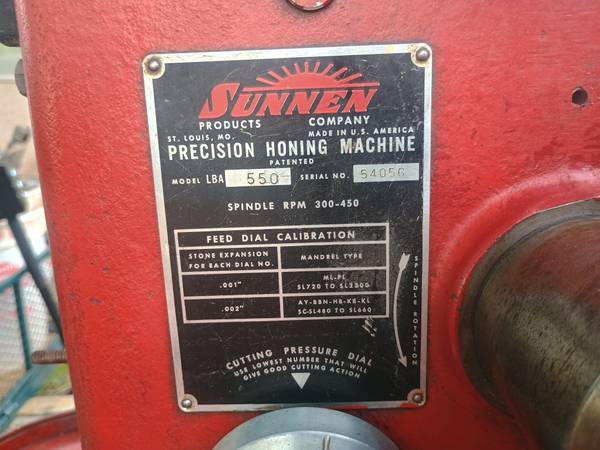 SUNNEN
PRODUCTS COMPANY
ST. LOUIS, MO. MADE IN U.S. AMERICA
PRECISION HONING MACHINE
PATENTED
MODEL LBA 550 SERIAL NO. 54056
SPINDLE RPM 300-450
FEED DIAL CALIBRATION
STONE EXPANSION FOR EACH DIAL NO. MANDREL TYPE
.001" ML-PL
SL720 TO SL2300
.002" AY-BBN-HB-KE-KL
SC-SL480 TO SL660
SPINDLE ROTATION
CUTTING PRESSURE DIAL
USE LOWEST NUMBER THAT WILL
GIVE GOOD CUTTING ACTION